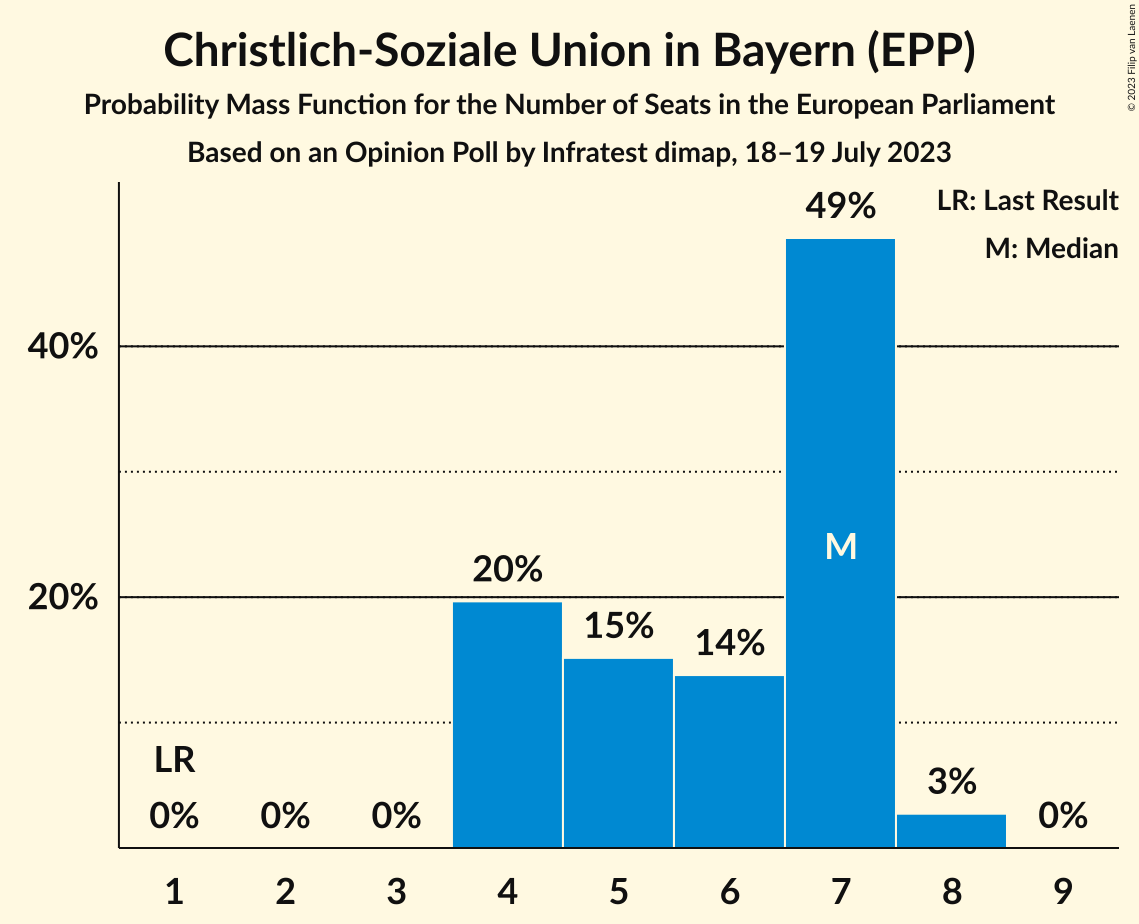 Christlich-Soziale Union in Bayern (EPP)
Probability Mass Function for the Number of Seats in the European Parliament
Based on an Opinion Poll by Infratest dimap, 18–19 July 2023
© 2023 Filip van Laenen
LR: Last Result
M: Median
49%
40%
M
20%
20%
15%
14%
LR
3%
0% 0% 0% 0%
1 2 3 4 5 6 7 8 9